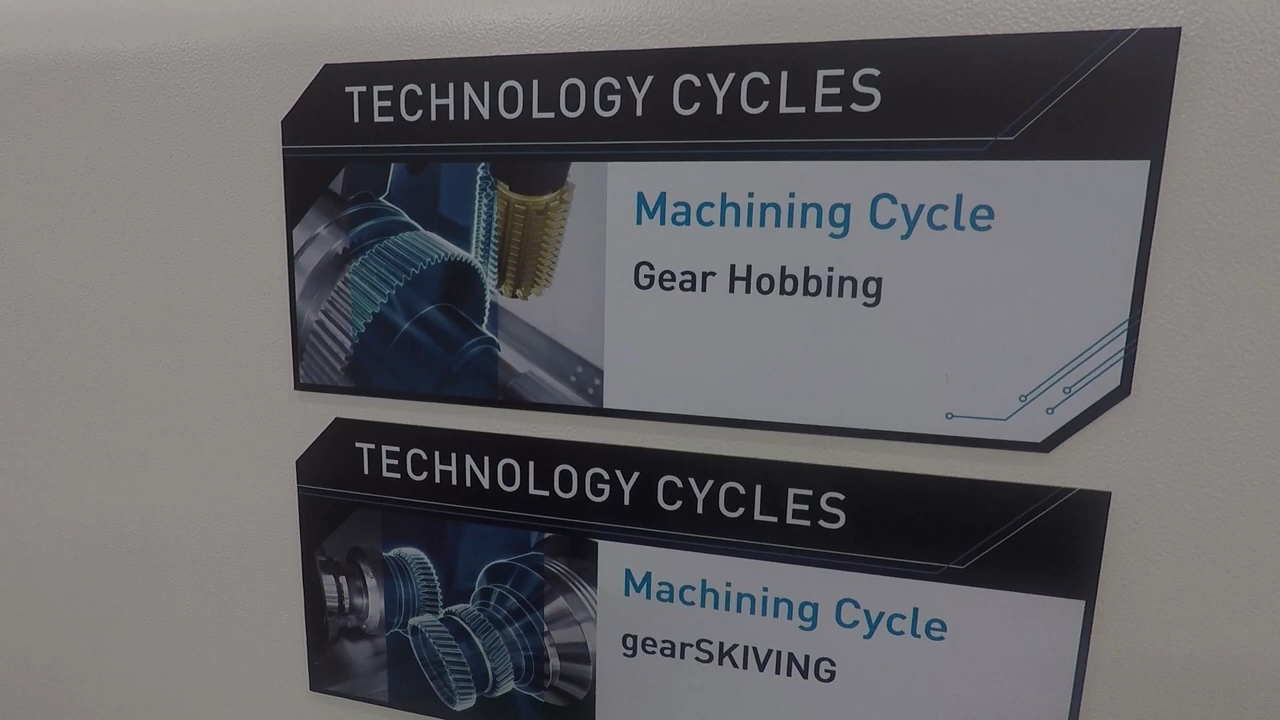 TECHNOLOGY CYCLES
Machining Cycle
Gear Hobbing
TECHNOLOGY CYCLES
Machining Cycle
gearSKIVING